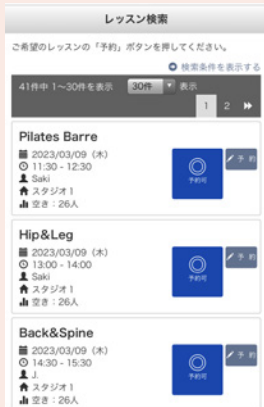 レッスン検索
ご希望のレッスンの「予約」ボタンを押してください。
検索条件を表示する
41件中 1～30件を表示 30件 表示
1 2
Pilates Barre
2023/03/09（木）
11:30 - 12:30
Saki
スタジオ1
空き：26人
◎
予約可
予 約
Hip&Leg
2023/03/09（木）
13:00 - 14:00
Saki
スタジオ1
空き：26人
◎
予約可
予 約
Back&Spine
2023/03/09（木）
14:30 - 15:30
J.
スタジオ1
空き：26人
◎
予約可
予 約